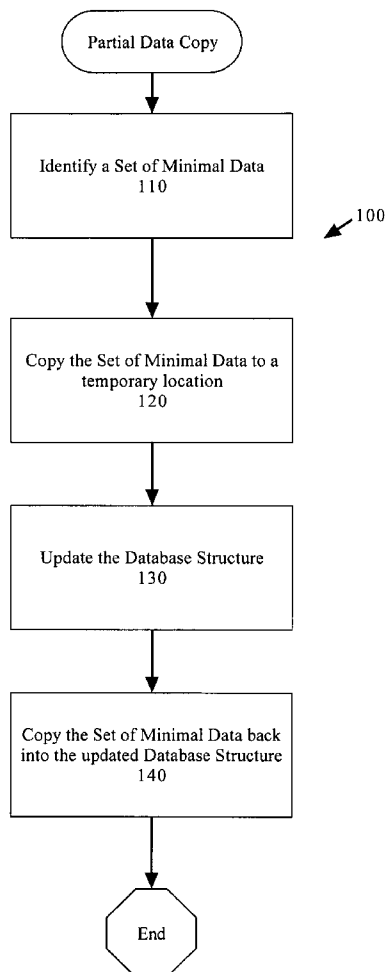 Partial Data Copy
Identify a Set of Minimal Data
110
100
Copy the Set of Minimal Data to a
temporary location
120
Update the Database Structure
130
Copy the Set of Minimal Data back
into the updated Database Structure
140
End